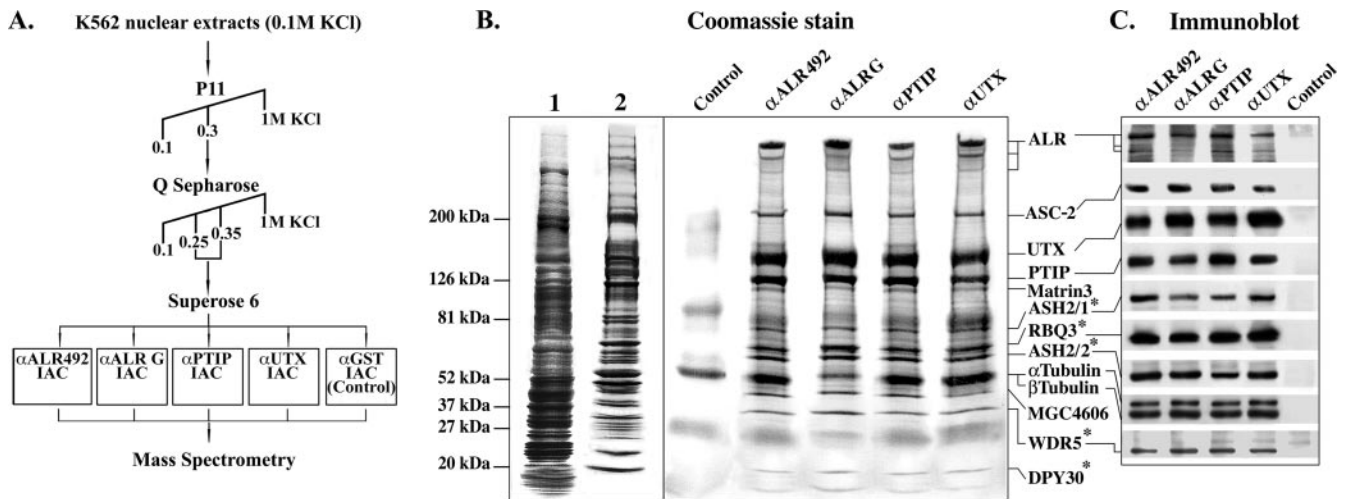 A.
K562 nuclear extracts (0.1M KCl)
P11
0.1
0.3
1M KCl
Q Sepharose
0.1
0.25
0.35
1M KCl
Superose 6
αALR492 IAC
αALR G IAC
αPTIP IAC
αUTX IAC
αGST IAC (Control)
Mass Spectrometry
B.
Coomassie stain
1
2
Control
αALR492
αALRG
αPTIP
αUTX
200 kDa
126 kDa
81 kDa
52 kDa
37 kDa
27 kDa
20 kDa
ALR
ASC-2
UTX
PTIP
Matrin3
ASH2/1*
RBQ3*
ASH2/2*
αTubulin
βTubulin
MGC4606
WDR5*
DPY30*
C.
Immunoblot
αALR492
αALRG
αPTIP
αUTX
Control